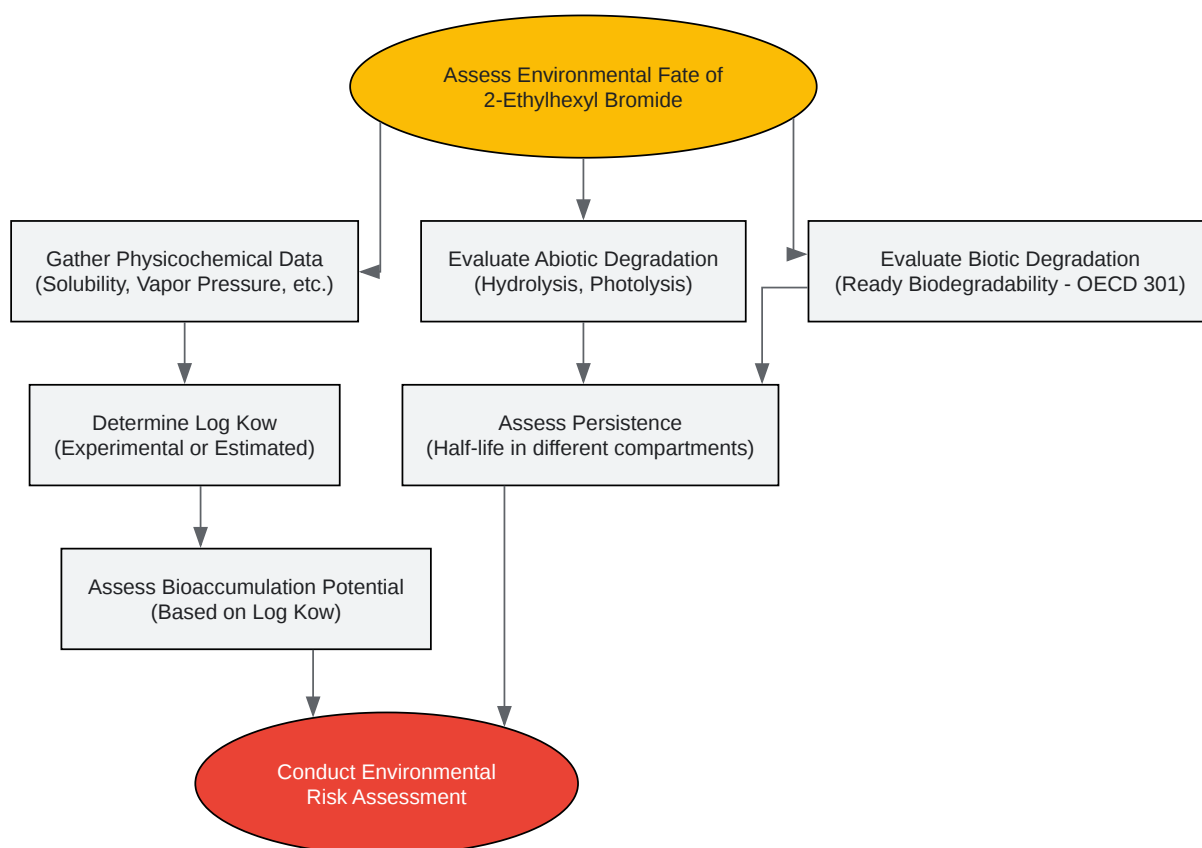 Assess Environmental Fate of
2-Ethylhexyl Bromide
Gather Physicochemical Data
(Solubility, Vapor Pressure, etc.)
Evaluate Abiotic Degradation
(Hydrolysis, Photolysis)
Evaluate Biotic Degradation
(Ready Biodegradability - OECD 301)
Determine Log Kow
(Experimental or Estimated)
Assess Persistence
(Half-life in different compartments)
Assess Bioaccumulation Potential
(Based on Log Kow)
Conduct Environmental
Risk Assessment